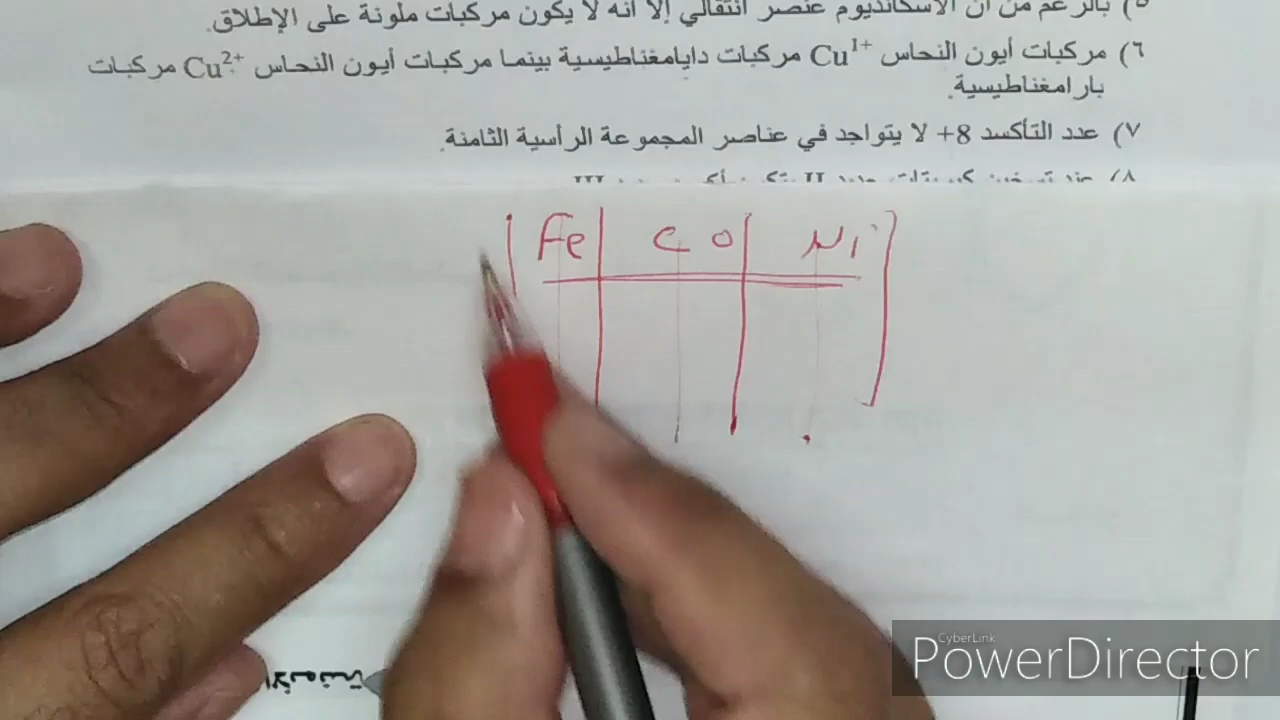 ٥) بالرغم من أن الاسكانديوم عنصر انتقالي إلا أنه لا يكون مركبات ملونة على الإطلاق.
٦) مركبات أيون النحاس Cu1+ مركبات دايامغناطيسية بينما مركبات أيون النحاس Cu2+ مركبات
بارامغناطيسية.
٧) عدد التأكسد 8+ لا يتواجد في عناصر المجموعة الرأسية الثامنة.
٨)
Fe CO Ni
CyberLink
PowerDirector